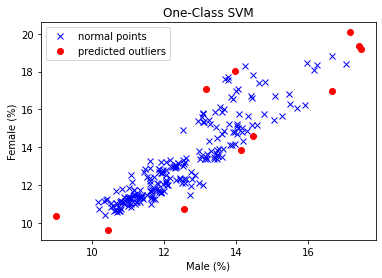 One-Class SVM
normal points
predicted outliers
Female (%)
20
18
16
14
12
10
10
12
14
16
Male (%)